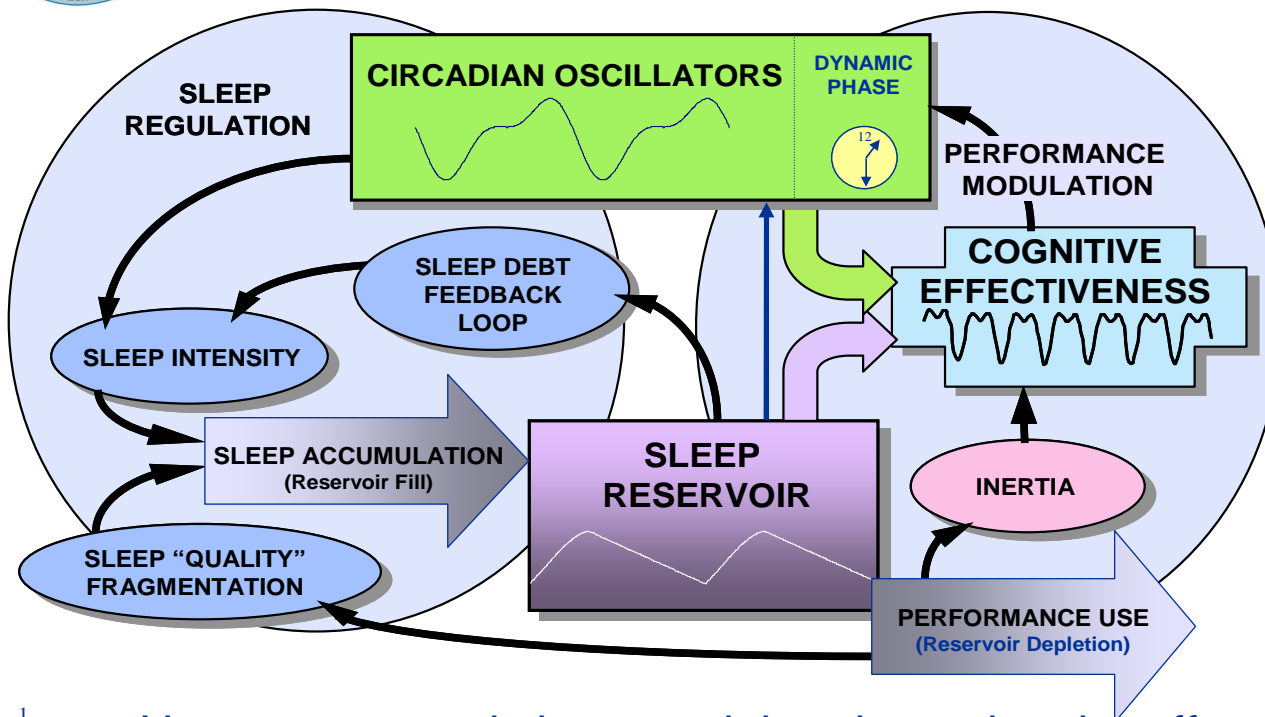 CIRCADIAN OSCILLATORS
DYNAMIC
PHASE
12
SLEEP
REGULATION
PERFORMANCE
MODULATION
SLEEP DEBT
FEEDBACK
LOOP
COGNITIVE
EFFECTIVENESS
SLEEP INTENSITY
SLEEP ACCUMULATION
(Reservoir Fill)
SLEEP
RESERVOIR
INERTIA
SLEEP “QUALITY”
FRAGMENTATION
PERFORMANCE USE
(Reservoir Depletion)
1